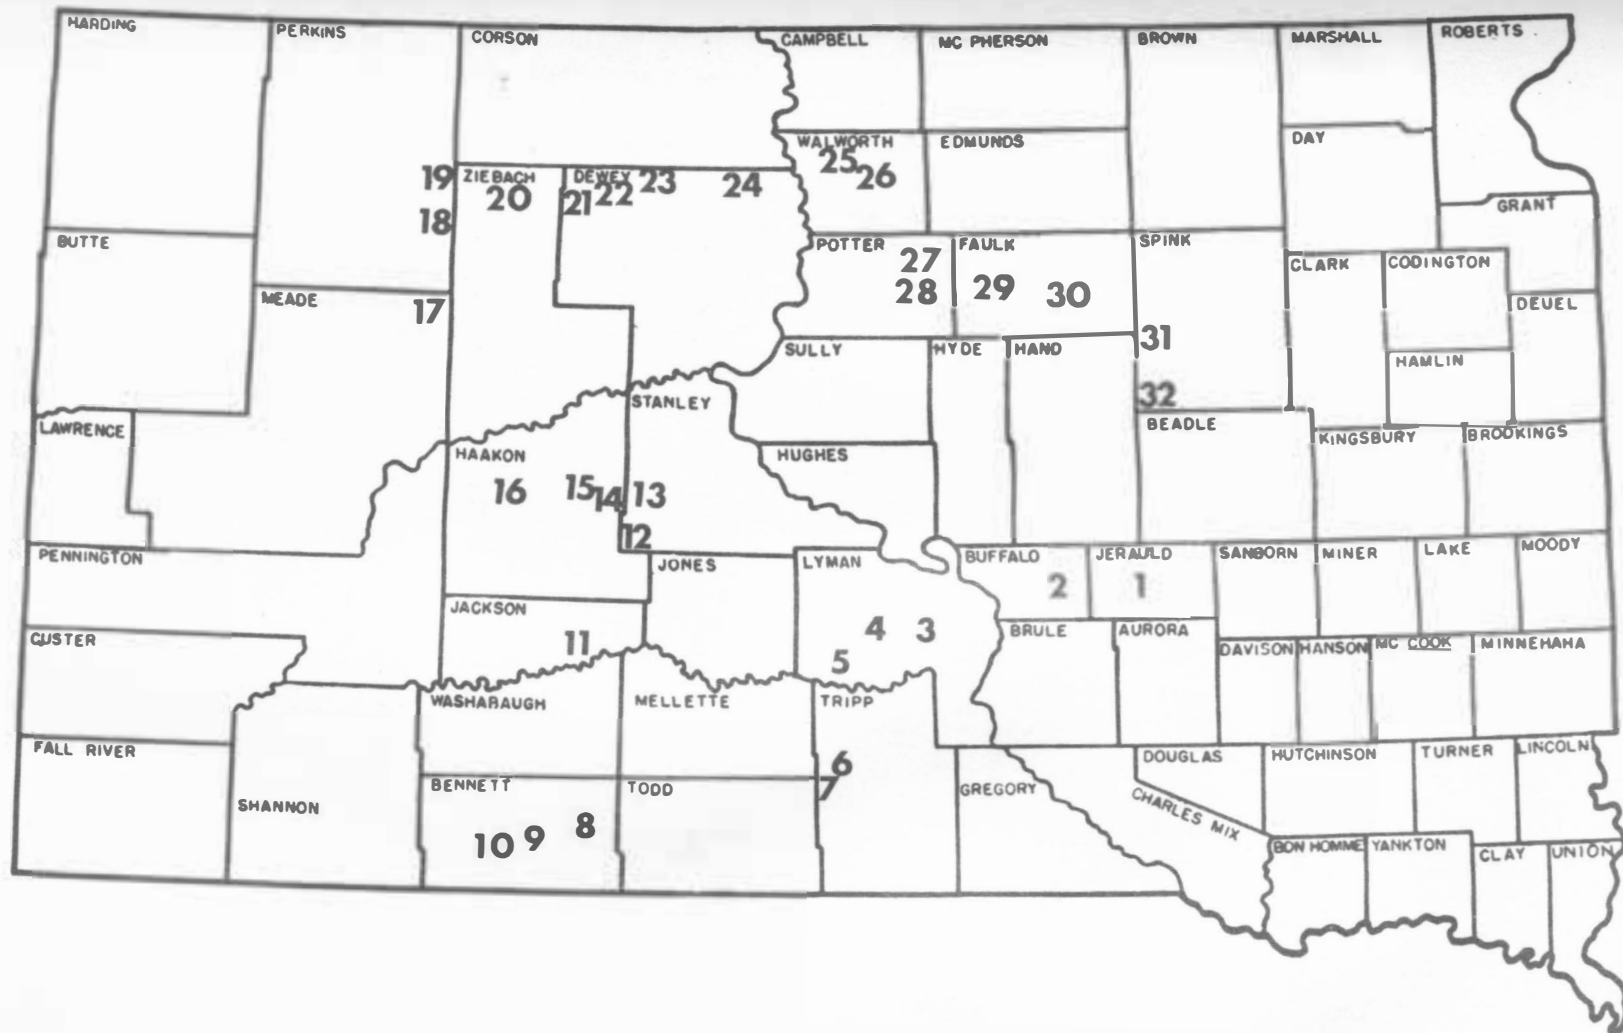 HARDING
PERKINS
CORSON
CAMPBELL
MC PHERSON
BROWN
MARSHALL
ROBERTS
WALWORTH
EDMUNDS
DAY
25
26
19
ZIEBACH
DEWEY
20
21
22
23
24
18
GRANT
BUTTE
POTTER
FAULK
SPINK
27
28
29
30
CLARK
CODINGTON
MEADE
17
DEUEL
31
SULLY
HYDE
HAND
HAMLIN
32
STANLEY
BEADLE
LAWRENCE
KINGSBURY
BROOKINGS
HAAKON
HUGHES
16
15
14
13
12
PENNINGTON
JONES
LYMAN
BUFFALO
JERAULD
SANBORN
MINER
LAKE
MOODY
2
1
JACKSON
CUSTER
11
4
3
5
BRULE
AURORA
DAVISON
HANSON
MC COOK
MINNEHAHA
WASHABAUGH
MELLETTE
TRIPP
FALL RIVER
6
7
DOUGLAS
HUTCHINSON
TURNER
LINCOLN
SHANNON
BENNETT
TODD
GREGORY
CHARLES MIX
10
9
8
BON HOMME
YANKTON
CLAY
UNION